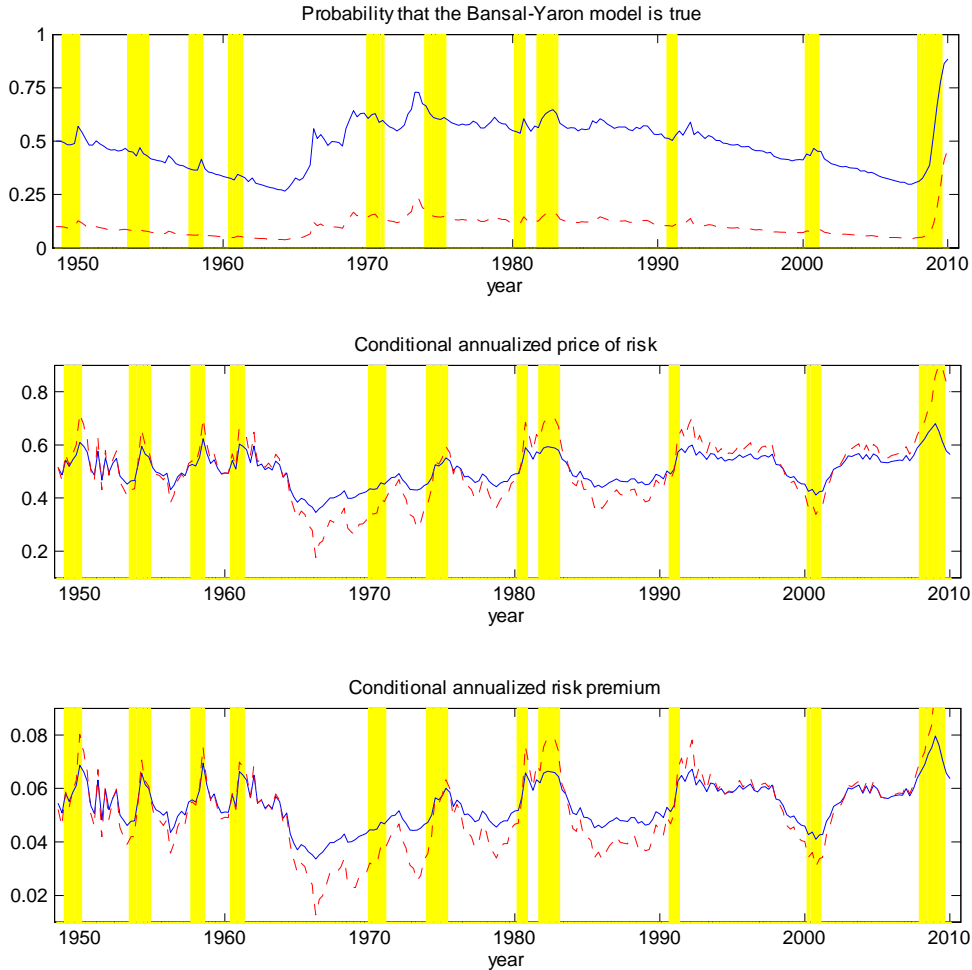 Probability that the Bansal-Yaron model is true
1
0.75
0.5
0.25
0
1950 1960 1970 1980 1990 2000 2010
year
Conditional annualized price of risk
0.8
0.6
0.4
0.2
1950 1960 1970 1980 1990 2000 2010
year
Conditional annualized risk premium
0.08
0.06
0.04
0.02
1950 1960 1970 1980 1990 2000 2010
year